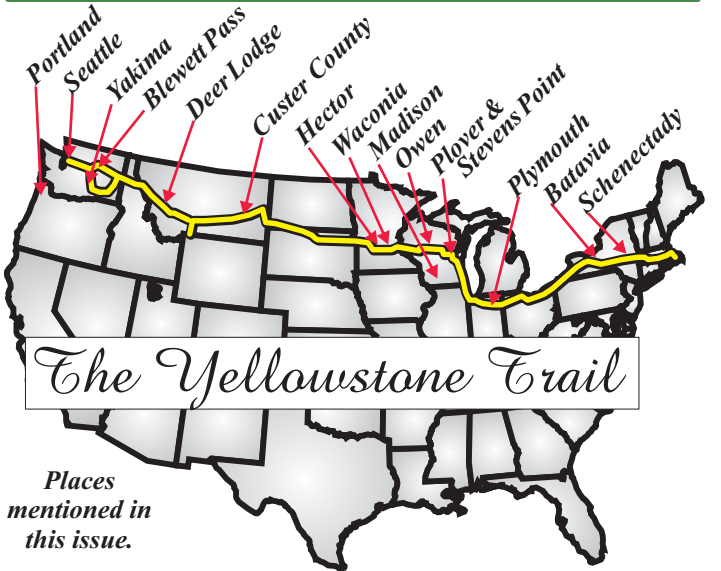 Portland
Seattle
Yakima
Blewett Pass
Deer Lodge
Custer County
Hector
Waconia
Madison
Owen
Plover &
Stevens Point
Plymouth
Batavia
Schenectady
The Yellowstone Trail
Places
mentioned in
this issue.